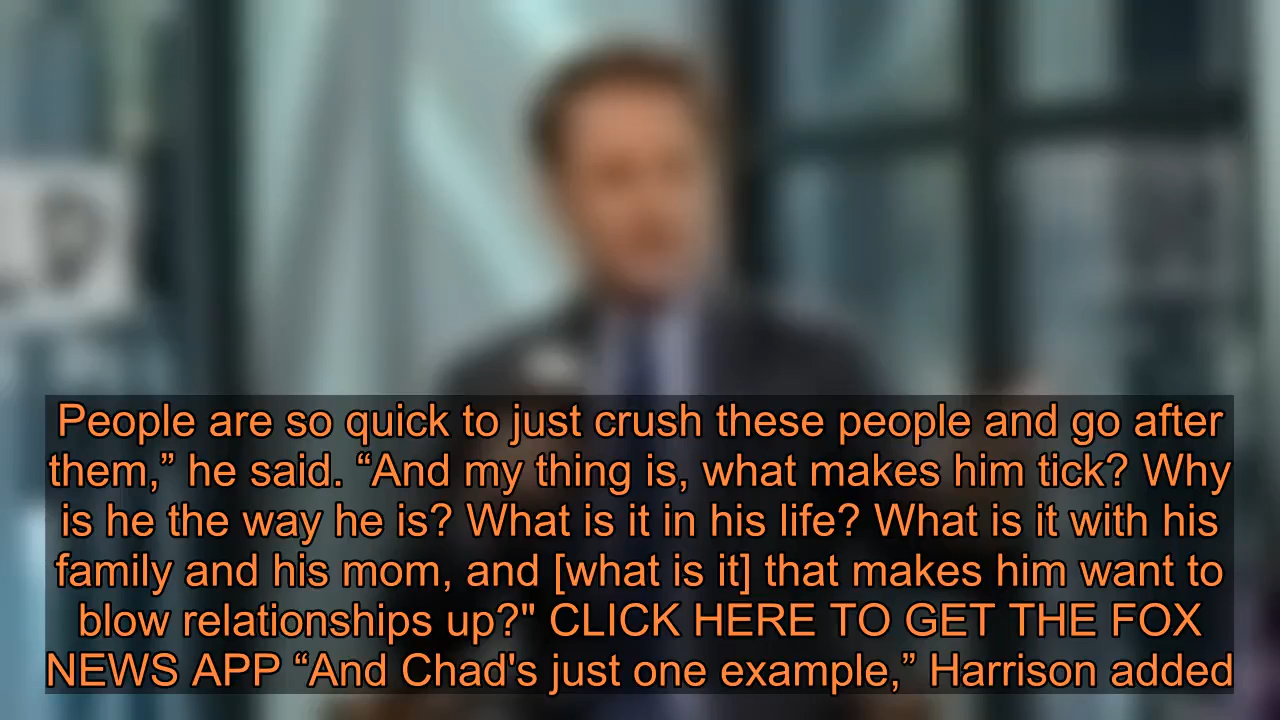 People are so quick to just crush these people and go after
them,” he said. “And my thing is, what makes him tick? Why
is he the way he is? What is it in his life? What is it with his
family and his mom, and [what is it] that makes him want to
blow relationships up?" CLICK HERE TO GET THE FOX
NEWS APP “And Chad's just one example,” Harrison added